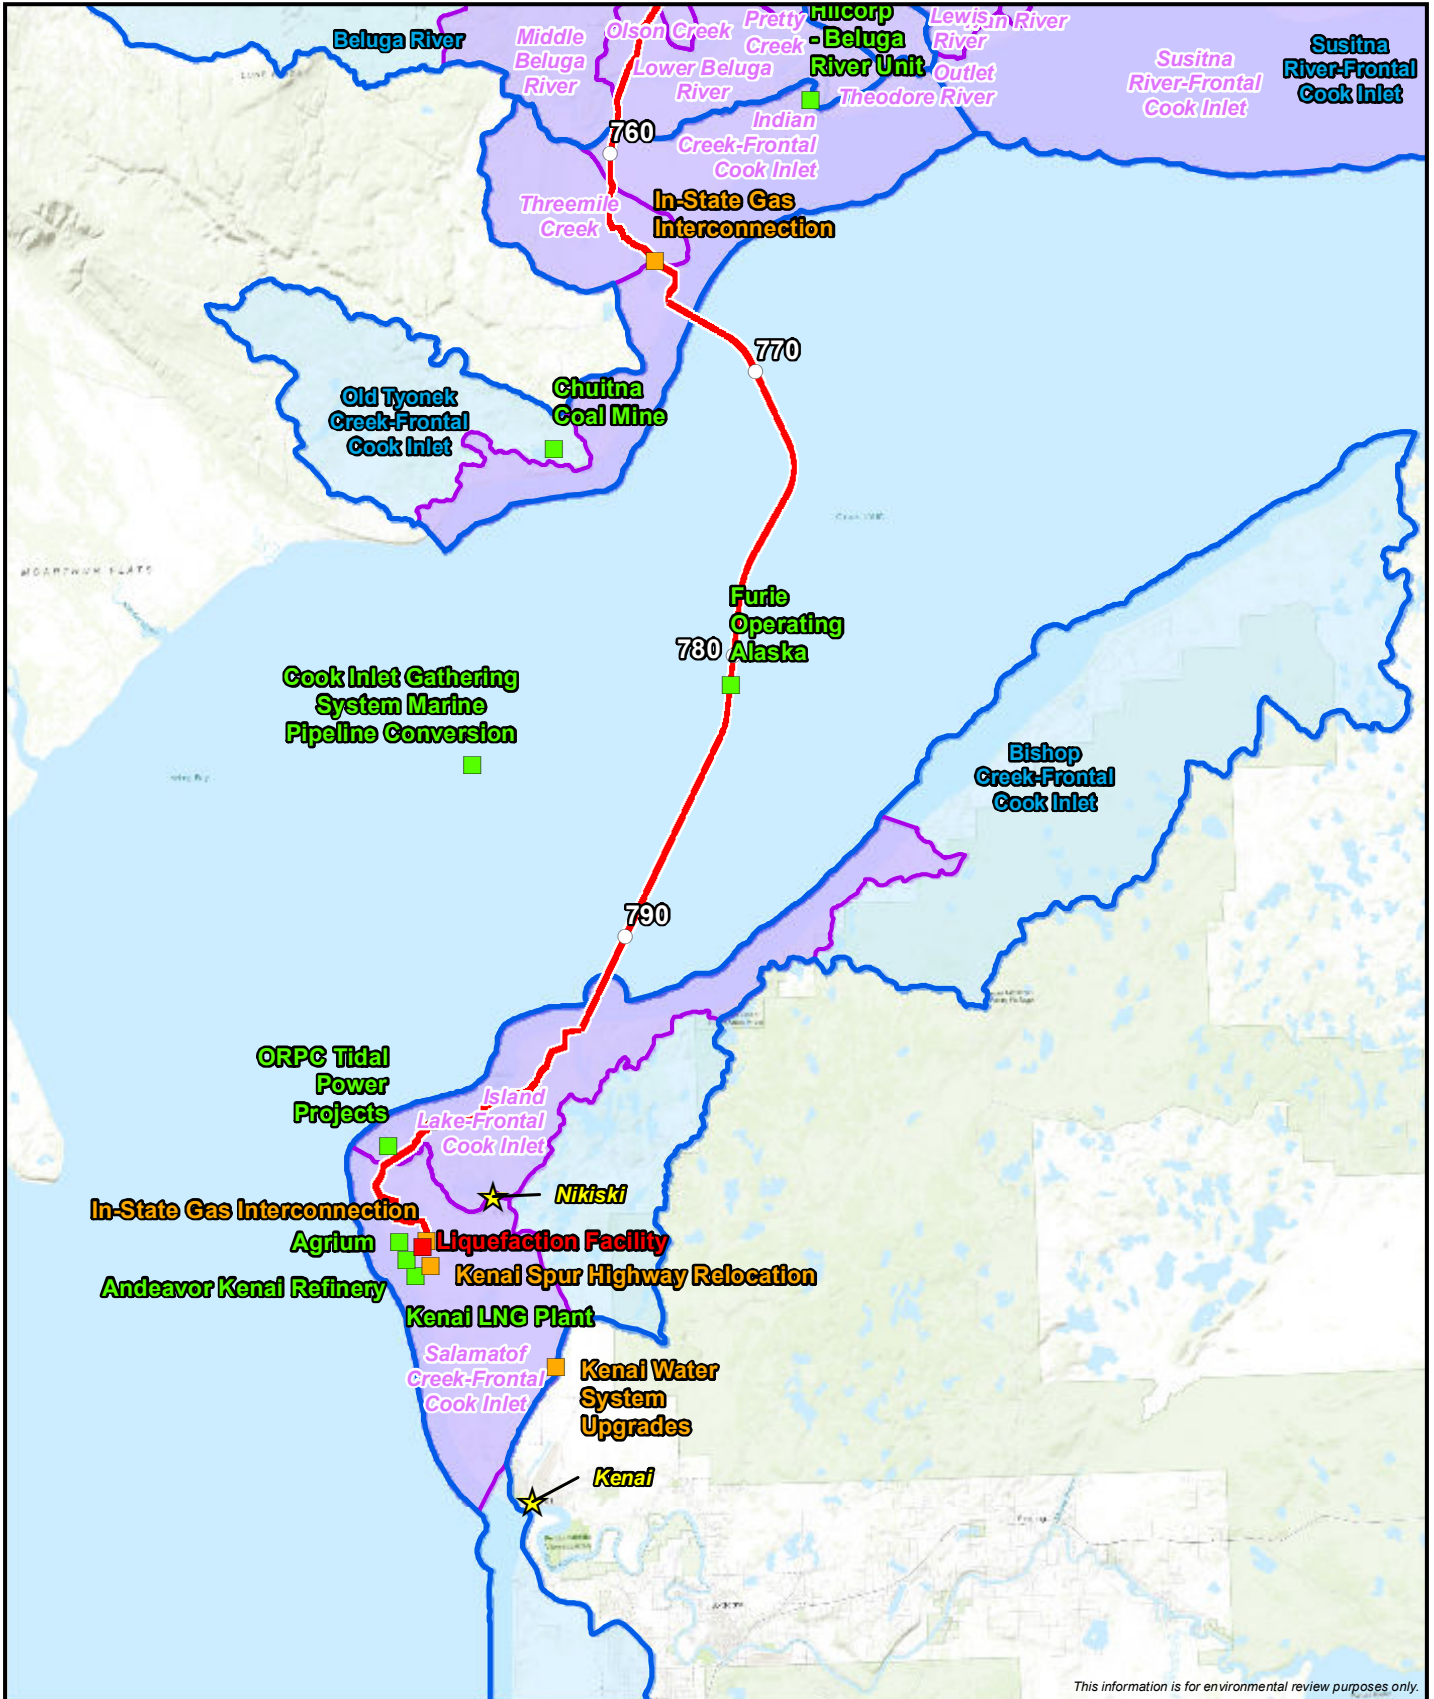 Beluga River
Middle
Beluga
River
Olson Creek
Lower Beluga
River
Pretty
Creek
Hilcorp
- Beluga
River Unit
Lewis
River
River
Outlet
Theodore River
Susitna
River-Frontal
Cook Inlet
Susitna
River-Frontal
Cook Inlet
Indian
Creek-Frontal
Cook Inlet
760
Threemile
Creek
In-State Gas
Interconnection
770
Chuitna
Coal Mine
Old Tyonek
Creek-Frontal
Cook Inlet
Furie
Operating
Alaska
780
Cook Inlet Gathering
System Marine
Pipeline Conversion
Bishop
Creek-Frontal
Cook Inlet
790
ORPC Tidal
Power
Projects
Island
Lake-Frontal
Cook Inlet
Nikiski
In-State Gas Interconnection
Agrium
Liquefaction Facility
Kenai Spur Highway Relocation
Andeavor Kenai Refinery
Kenai LNG Plant
Salamatof
Creek-Frontal
Cook Inlet
Kenai Water
System
Upgrades
Kenai
This information is for environmental review purposes only.